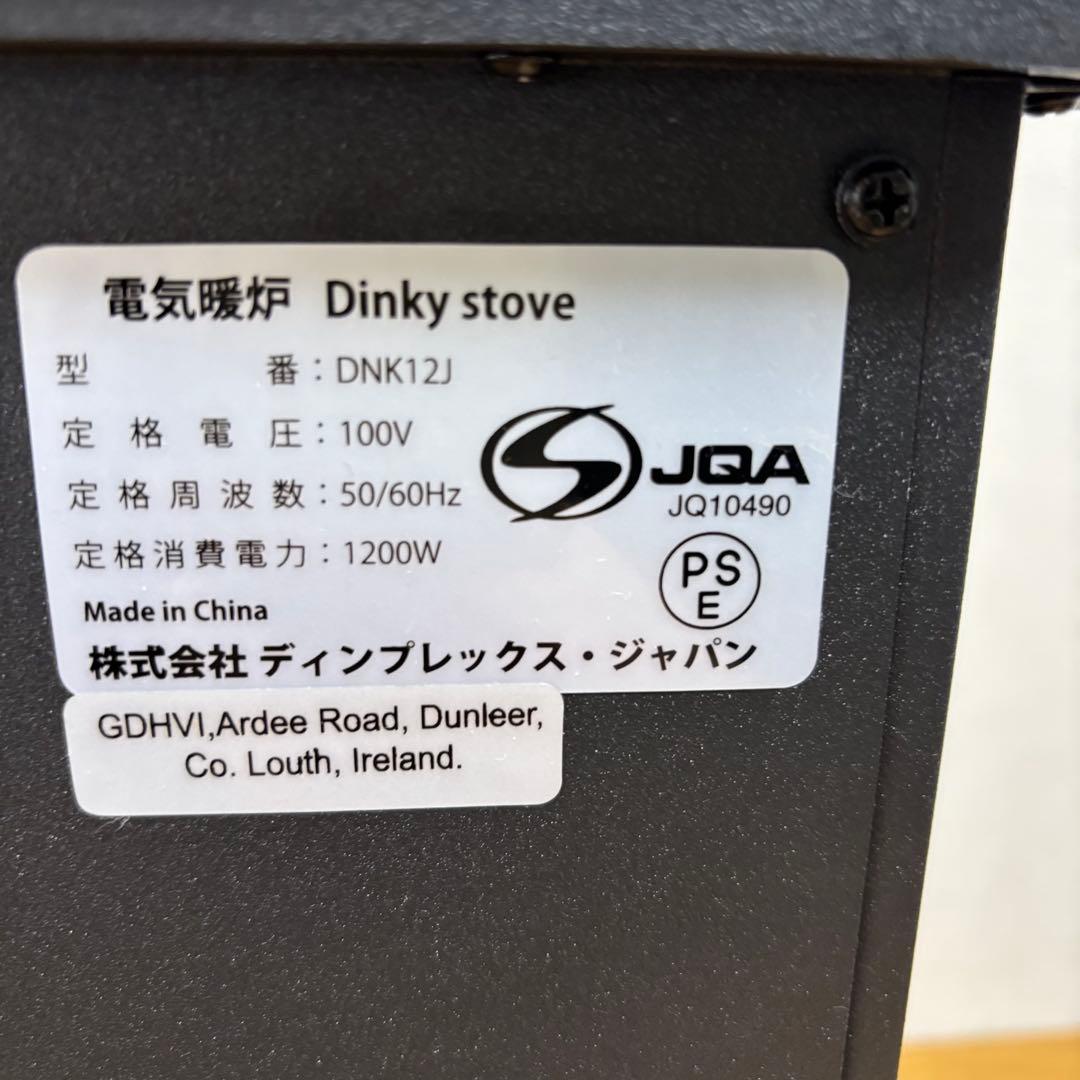 電気暖炉 Dinky stove
型番：DNK12J
定格電圧：100V
定格周波数：50/60Hz
定格消費電力：1200W
JQA
JQ10490
PS
E
Made in China
株式会社 ディンプレックス・ジャパン
GDHVI,Ardee Road, Dunleer,
Co. Louth, Ireland.